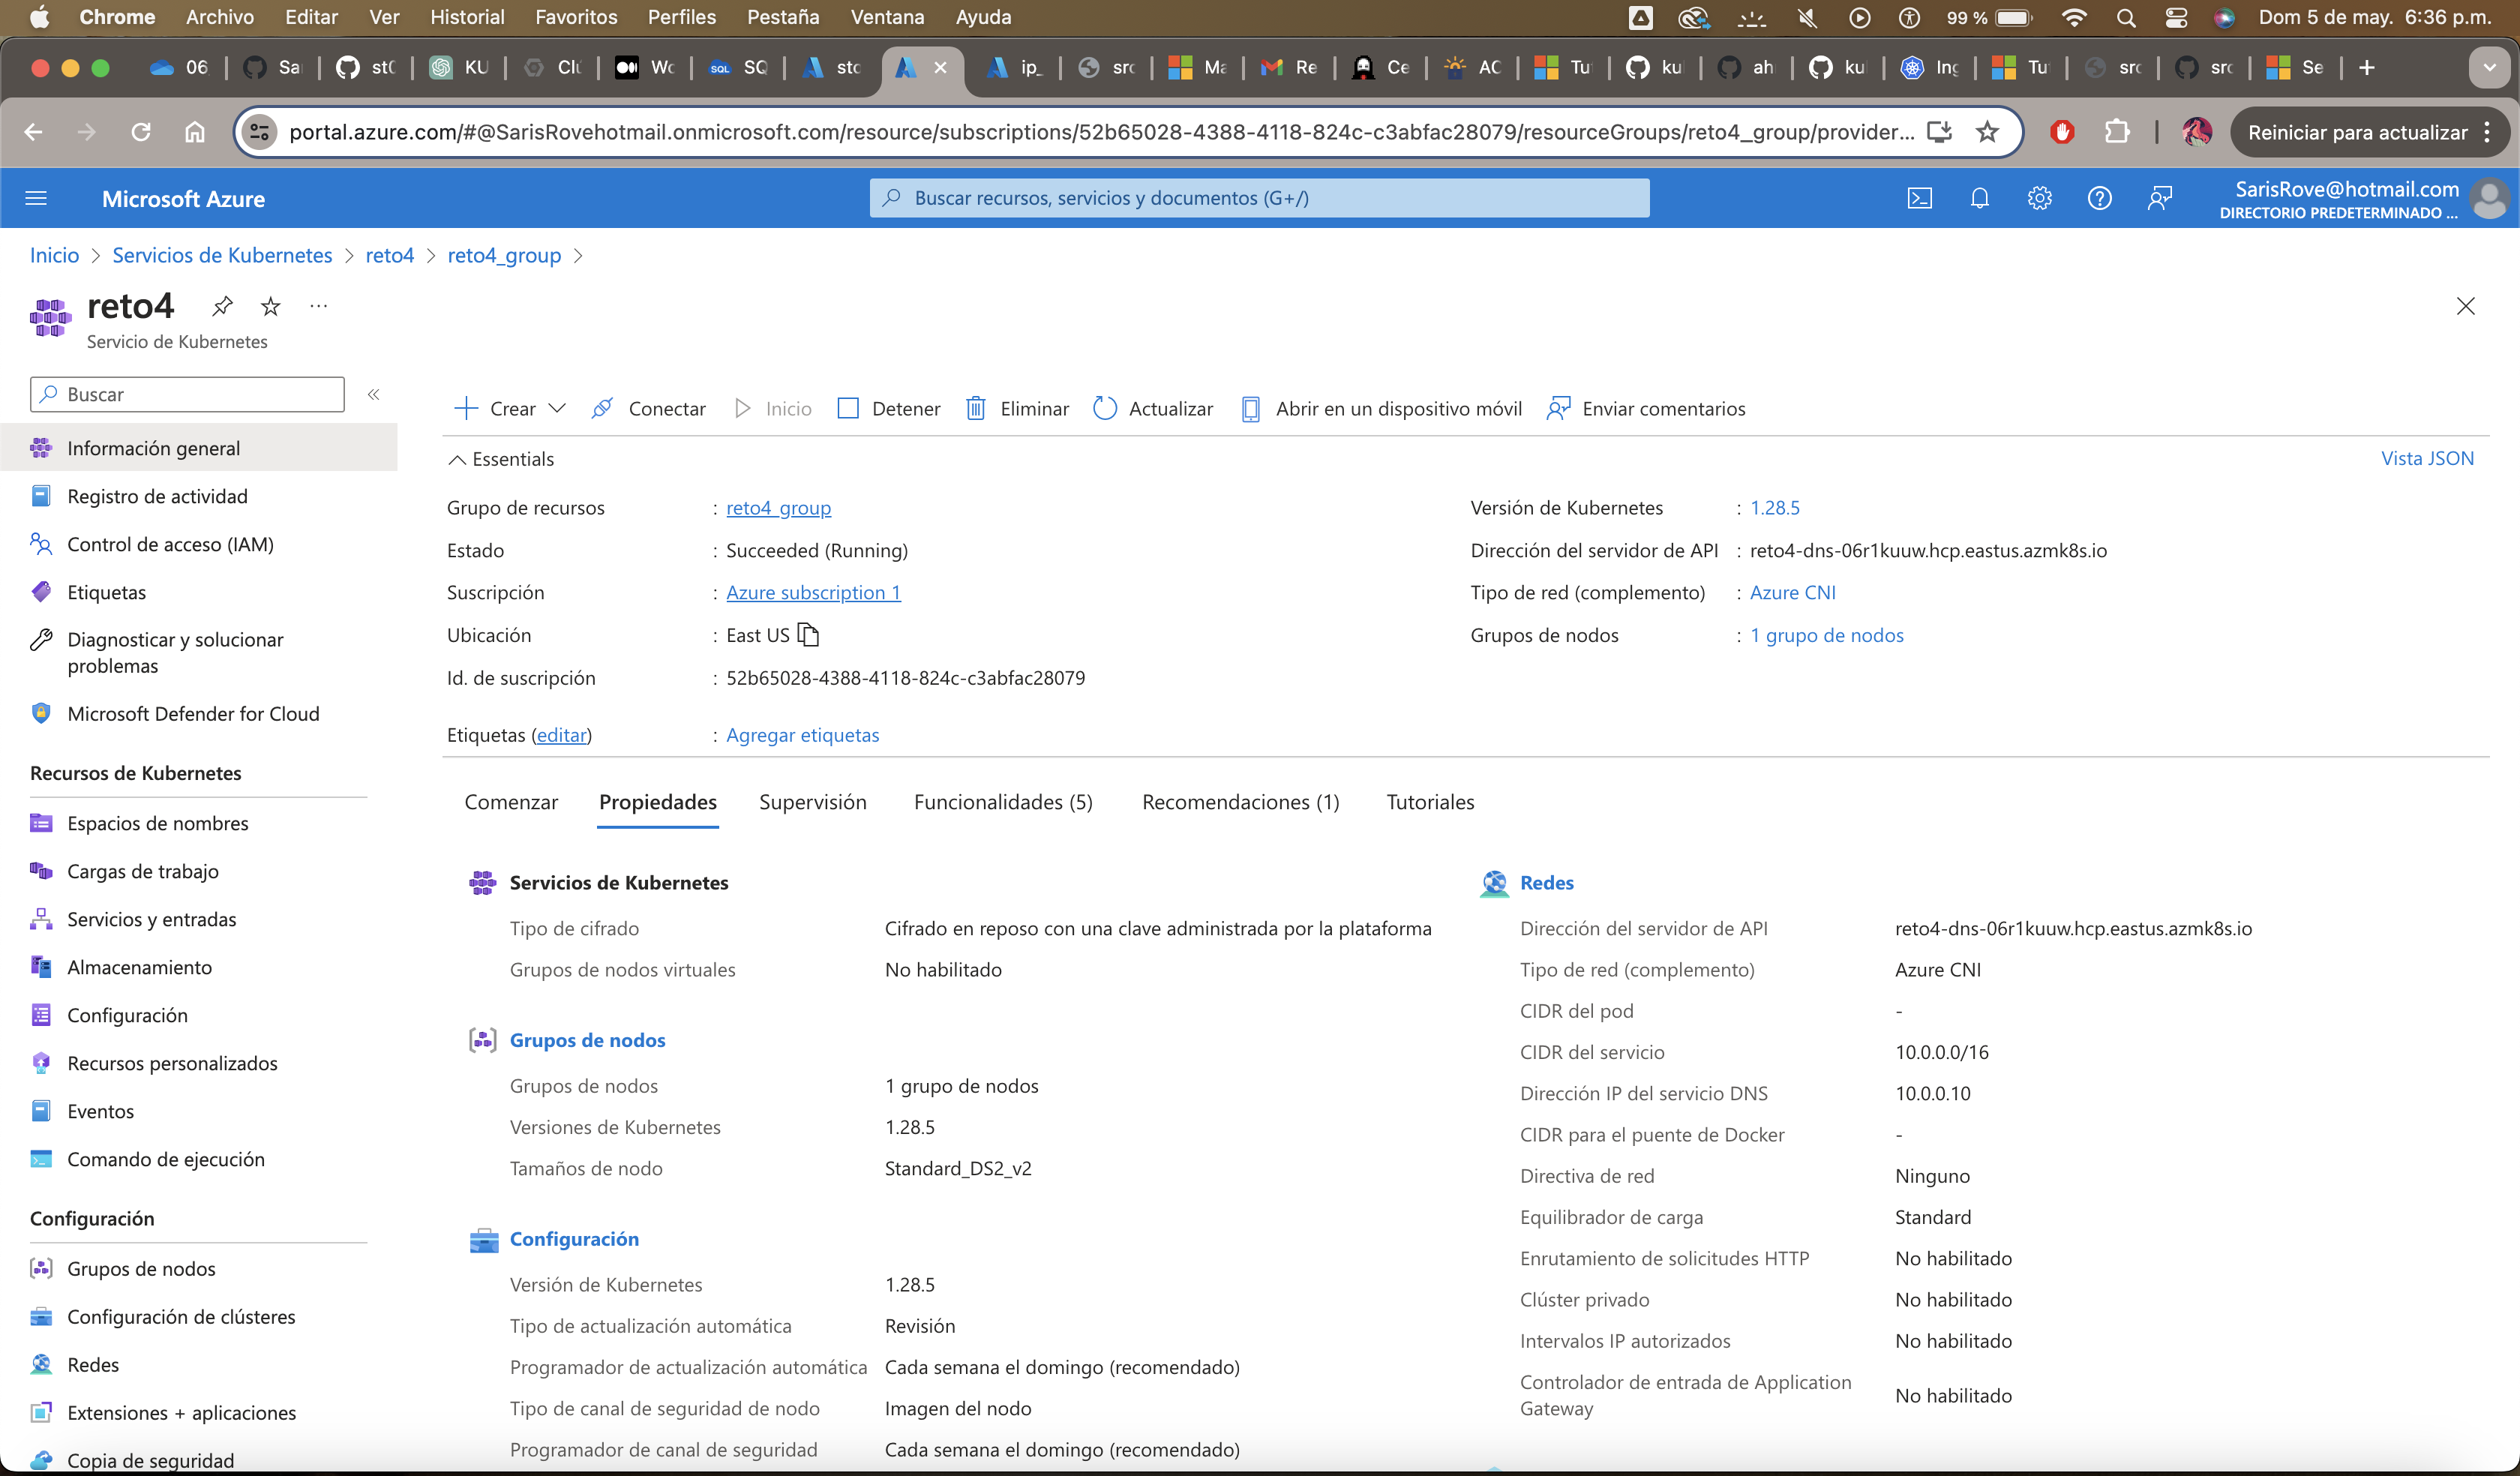 Chrome Archivo Editar Ver Historial Favoritos Perfiles Pestaña Ventana Ayuda 99 % Dom 5 de may. 6:36 p.m.
06 Sa st0 KU Clu Wo SQL SQ sto ip_ src Ma Re Ce AC Tu ku ah ku Ing Tu src src Se
portal.azure.com/#@SarisRovehotmail.onmicrosoft.com/resource/subscriptions/52b65028-4388-4118-824c-c3abfac28079/resourceGroups/reto4_group/provider... Reiniciar para actualizar
Microsoft Azure Buscar recursos, servicios y documentos (G+/) SarisRove@hotmail.com
DIRECTORIO PREDETERMINADO ...
Inicio > Servicios de Kubernetes > reto4 > reto4_group >
reto4 ...
Servicio de Kubernetes
Buscar «
Información general
Registro de actividad
Control de acceso (IAM)
Etiquetas
Diagnosticar y solucionar
problemas
Microsoft Defender for Cloud
Recursos de Kubernetes
Espacios de nombres
Cargas de trabajo
Servicios y entradas
Almacenamiento
Configuración
Recursos personalizados
Eventos
Comando de ejecución
Configuración
Grupos de nodos
Configuración de clústeres
Redes
Extensiones + aplicaciones
Copia de seguridad
Crear Conectar Inicio Detener Eliminar Actualizar Abrir en un dispositivo móvil Enviar comentarios
Essentials Vista JSON
Grupo de recursos : reto4_group
Estado : Succeeded (Running)
Suscripción : Azure subscription 1
Ubicación : East US
Id. de suscripción : 52b65028-4388-4118-824c-c3abfac28079
Etiquetas (editar) : Agregar etiquetas
Versión de Kubernetes : 1.28.5
Dirección del servidor de API : reto4-dns-06r1kuuw.hcp.eastus.azmk8s.io
Tipo de red (complemento) : Azure CNI
Grupos de nodos : 1 grupo de nodos
Comenzar Propiedades Supervisión Funcionalidades (5) Recomendaciones (1) Tutoriales
Servicios de Kubernetes
Tipo de cifrado Cifrado en reposo con una clave administrada por la plataforma
Grupos de nodos virtuales No habilitado
Grupos de nodos
Grupos de nodos 1 grupo de nodos
Versiones de Kubernetes 1.28.5
Tamaños de nodo Standard_DS2_v2
Configuración
Versión de Kubernetes 1.28.5
Tipo de actualización automática Revisión
Programador de actualización automática Cada semana el domingo (recomendado)
Tipo de canal de seguridad de nodo Imagen del nodo
Programador de canal de seguridad Cada semana el domingo (recomendado)
Redes
Dirección del servidor de API reto4-dns-06r1kuuw.hcp.eastus.azmk8s.io
Tipo de red (complemento) Azure CNI
CIDR del pod -
CIDR del servicio 10.0.0.0/16
Dirección IP del servicio DNS 10.0.0.10
CIDR para el puente de Docker -
Directiva de red Ninguno
Equilibrador de carga Standard
Enrutamiento de solicitudes HTTP No habilitado
Clúster privado No habilitado
Intervalos IP autorizados No habilitado
Controlador de entrada de Application
Gateway No habilitado